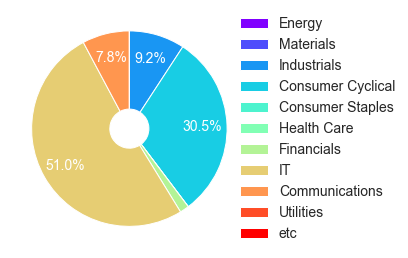 7.8%
9.2%
30.5%
51.0%
Energy
Materials
Industrials
Consumer Cyclical
Consumer Staples
Health Care
Financials
IT
Communications
Utilities
etc